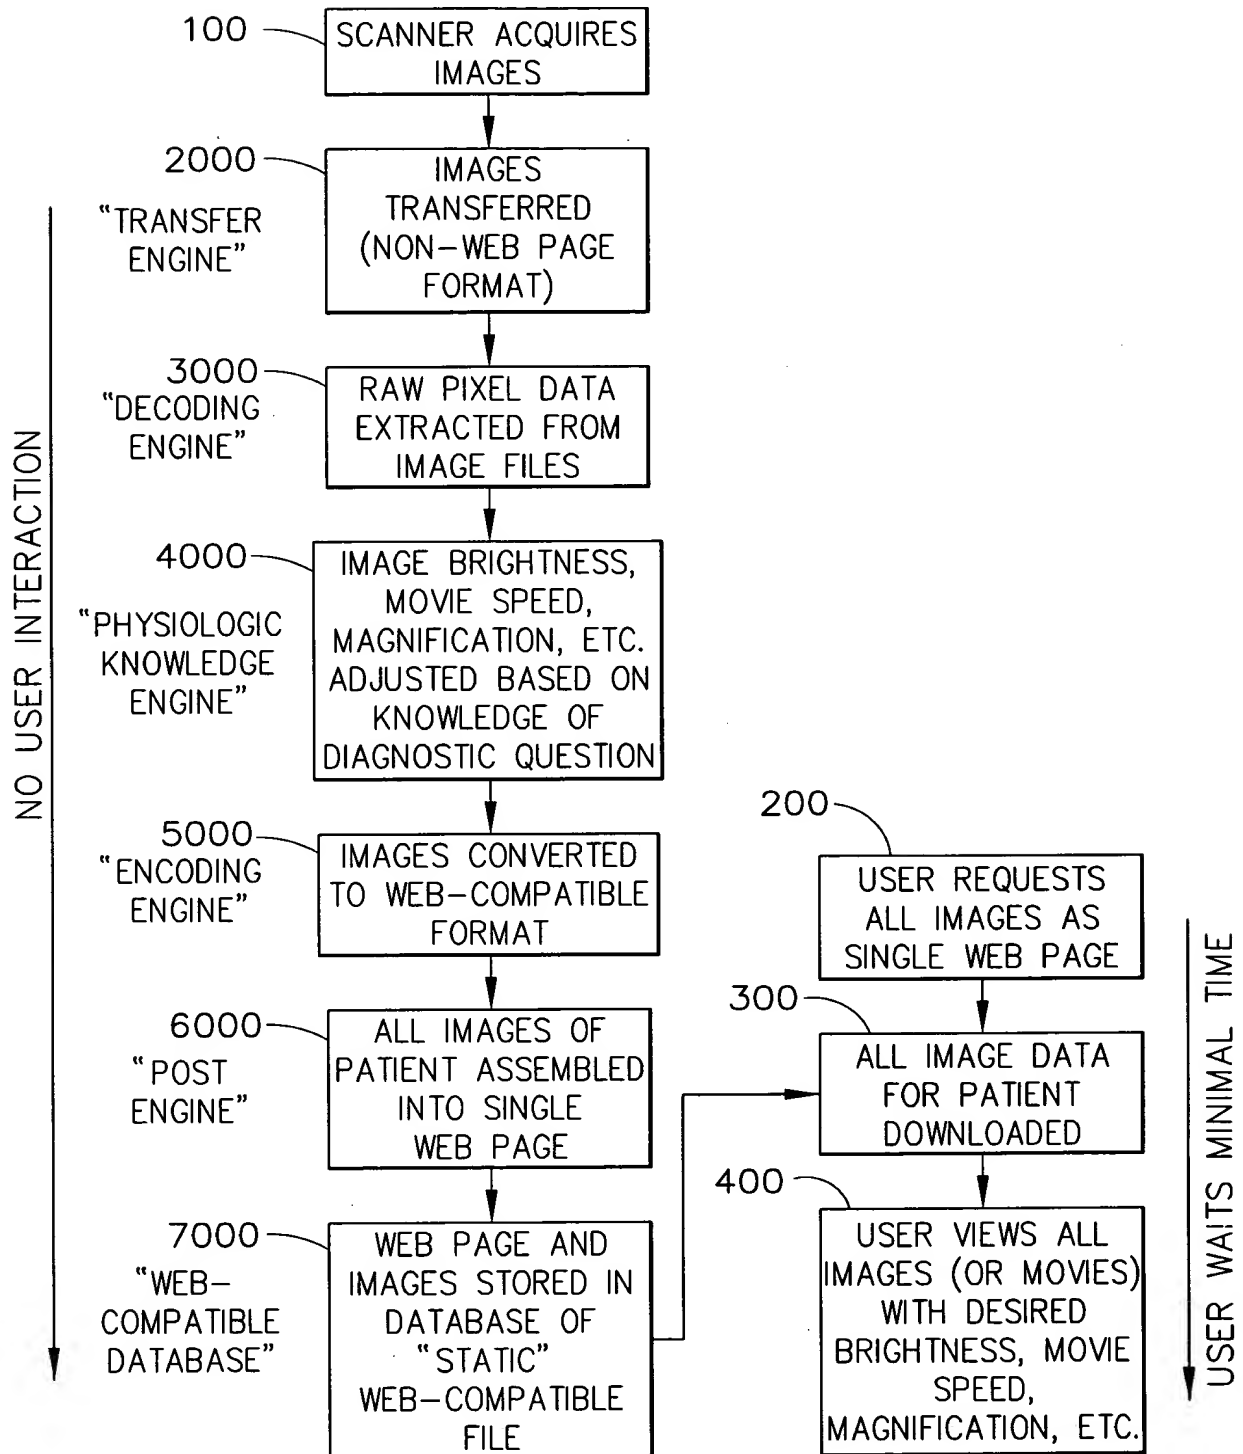 100
SCANNER ACQUIRES
IMAGES
2000
"TRANSFER
ENGINE"
IMAGES
TRANSFERRED
(NON-WEB PAGE
FORMAT)
3000
"DECODING
ENGINE"
RAW PIXEL DATA
EXTRACTED FROM
IMAGE FILES
4000
"PHYSIOLOGIC
KNOWLEDGE
ENGINE"
IMAGE BRIGHTNESS,
MOVIE SPEED,
MAGNIFICATION, ETC.
ADJUSTED BASED ON
KNOWLEDGE OF
DIAGNOSTIC QUESTION
5000
"ENCODING
ENGINE"
IMAGES CONVERTED
TO WEB-COMPATIBLE
FORMAT
6000
"POST
ENGINE"
ALL IMAGES OF
PATIENT ASSEMBLED
INTO SINGLE
WEB PAGE
7000
"WEB-
COMPATIBLE
DATABASE"
WEB PAGE AND
IMAGES STORED IN
DATABASE OF
"STATIC"
WEB-COMPATIBLE
FILE
NO USER INTERACTION
200
USER REQUESTS
ALL IMAGES AS
SINGLE WEB PAGE
300
ALL IMAGE DATA
FOR PATIENT
DOWNLOADED
400
USER VIEWS ALL
IMAGES (OR MOVIES)
WITH DESIRED
BRIGHTNESS, MOVIE
SPEED,
MAGNIFICATION, ETC.
USER WAITS MINIMAL TIME